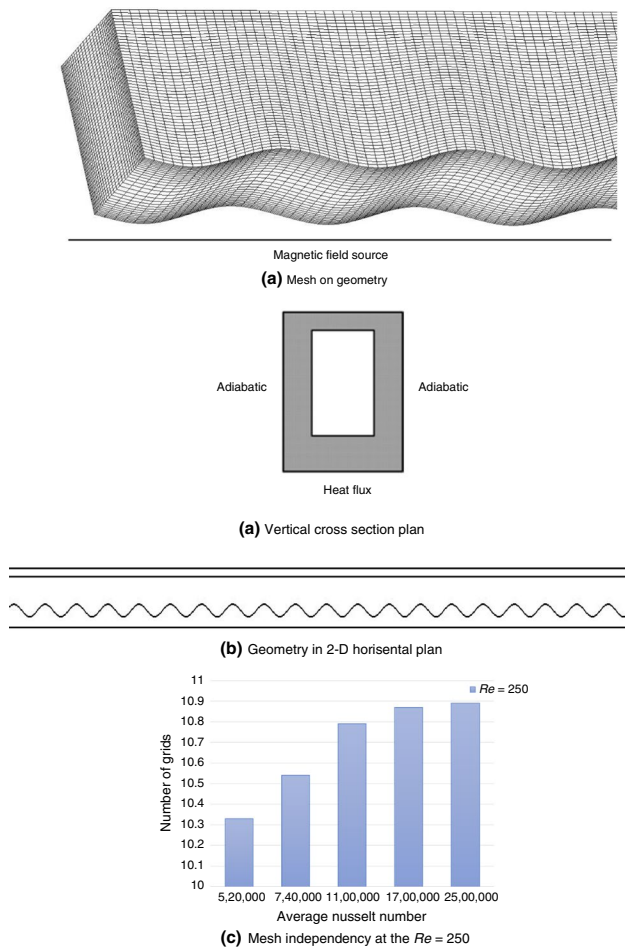 Magnetic field source
(a) Mesh on geometry
Adiabatic
Adiabatic
Heat flux
(a) Vertical cross section plan
(b) Geometry in 2-D horisental plan
11
Re = 250
10.9
10.8
10.7
10.6
10.5
10.4
10.3
10.2
10.1
10
Number of grids
5,20,000 7,40,000 11,00,000 17,00,000 25,00,000
Average nusselt number
(c) Mesh independency at the Re = 250